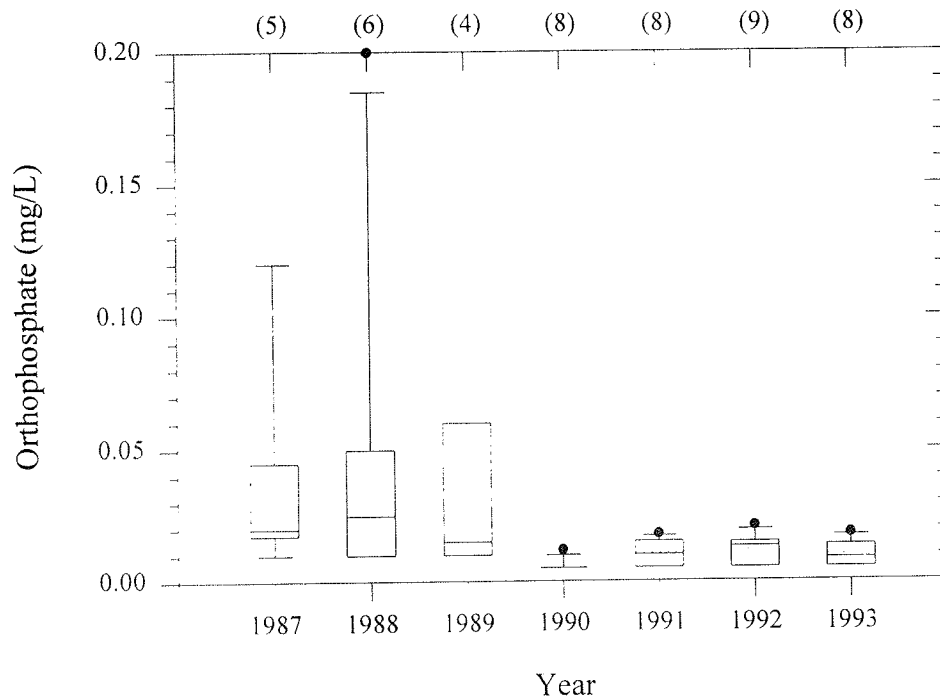 (5) (6) (4) (8) (8) (9) (8)
0.20
0.15
0.10
0.05
0.00
Orthophosphate (mg/L)
1987 1988 1989 1990 1991 1992 1993
Year